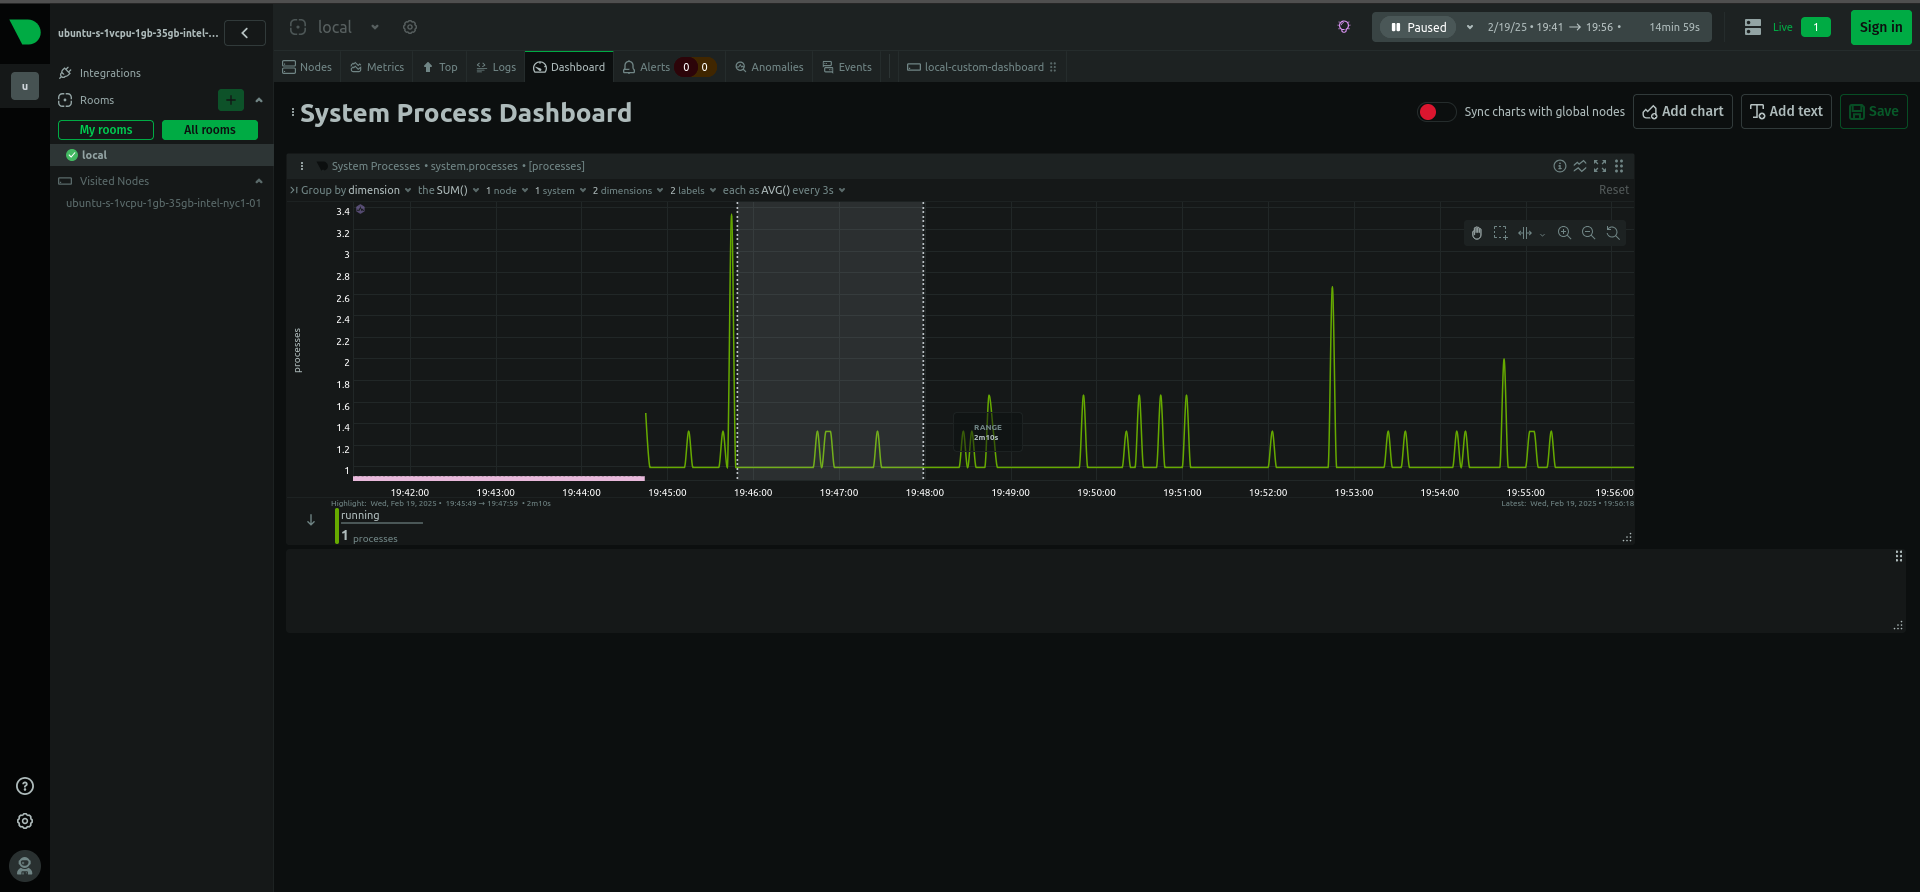 ubuntu-s-1vcpu-1gb-35gb-intel-...
local
Paused
2/19/25 • 19:41 → 19:56 •
14min 59s
Live
1
Sign in
u
Integrations
Rooms
+
My rooms
All rooms
local
Visited Nodes
ubuntu-s-1vcpu-1gb-35gb-intel-nyc1-01
Nodes
Metrics
Top
Logs
Dashboard
Alerts
0
0
Anomalies
Events
local-custom-dashboard
System Process Dashboard
Sync charts with global nodes
Add chart
Add text
Save
System Processes • system.processes • [processes]
Group by dimension the SUM() 1 node 1 system 2 dimensions 2 labels each as AVG() every 3s
Reset
processes
3.4
3.2
3
2.8
2.6
2.4
2.2
2
1.8
1.6
1.4
1.2
1
RANGE
2m10s
19:42:00
19:43:00
19:44:00
19:45:00
19:46:00
19:47:00
19:48:00
19:49:00
19:50:00
19:51:00
19:52:00
19:53:00
19:54:00
19:55:00
19:56:00
Highlight: Wed, Feb 19, 2025 • 19:45:49 → 19:47:59 • 2m10s
Latest: Wed, Feb 19, 2025 • 19:56:18
running
1 processes